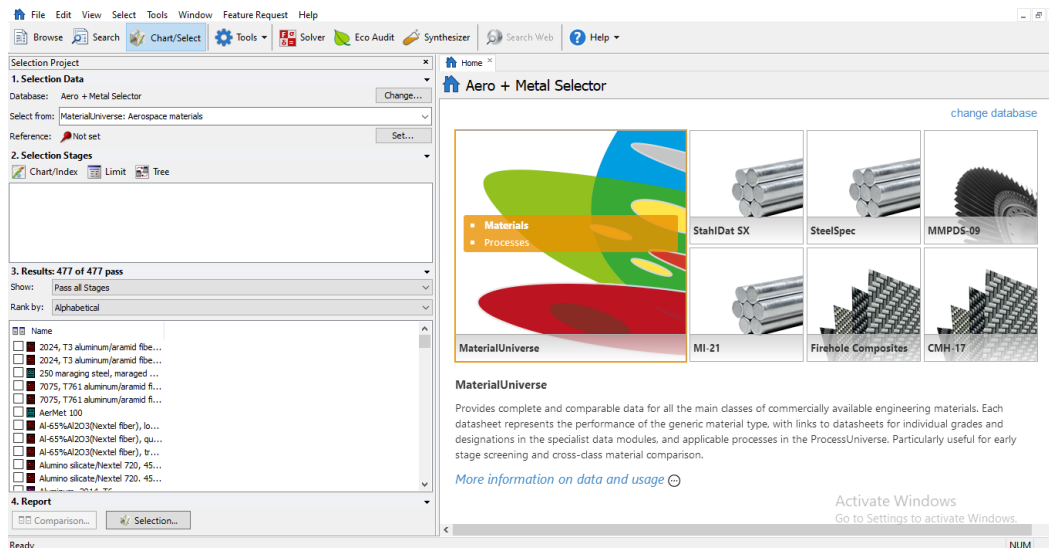 File Edit View Select Tools Window Feature Request Help
Browse Search Chart/Select Tools Solver Eco Audit Synthesizer Search Web Help
Selection Project
1. Selection Data
Database: Aero + Metal Selector Change...
Select from: MaterialUniverse: Aerospace materials
Reference: Not set Set...
2. Selection Stages
Chart/Index Limit Tree
3. Results: 477 of 477 pass
Show: Pass all Stages
Rank by: Alphabetical
Name
2024, T3 aluminum/aramid fibe...
2024, T3 aluminum/aramid fibe...
250 maraging steel, maraged ...
7075, T761 aluminum/aramid fi...
7075, T761 aluminum/aramid fi...
AerMet 100
Al-65%Al2O3(Nextel fiber), lo...
Al-65%Al2O3(Nextel fiber), qu...
Al-65%Al2O3(Nextel fiber), tr...
Alumino silicate/Nextel 720, 45...
Alumino silicate/Nextel 720, 45...
Aluminum, 2014, T6
4. Report
Comparison... Selection...
Ready
Home
Aero + Metal Selector
change database
Materials
Processes
MaterialUniverse
StahlDat SX
SteelSpec
MMPDS-09
MI-21
Firehole Composites
CMH-17
MaterialUniverse
Provides complete and comparable data for all the main classes of commercially available engineering materials. Each
datasheet represents the performance of the generic material type, with links to datasheets for individual grades and
designations in the specialist data modules, and applicable processes in the ProcessUniverse. Particularly useful for early
stage screening and cross-class material comparison.
More information on data and usage
Activate Windows
Go to Settings to activate Windows.
NUM